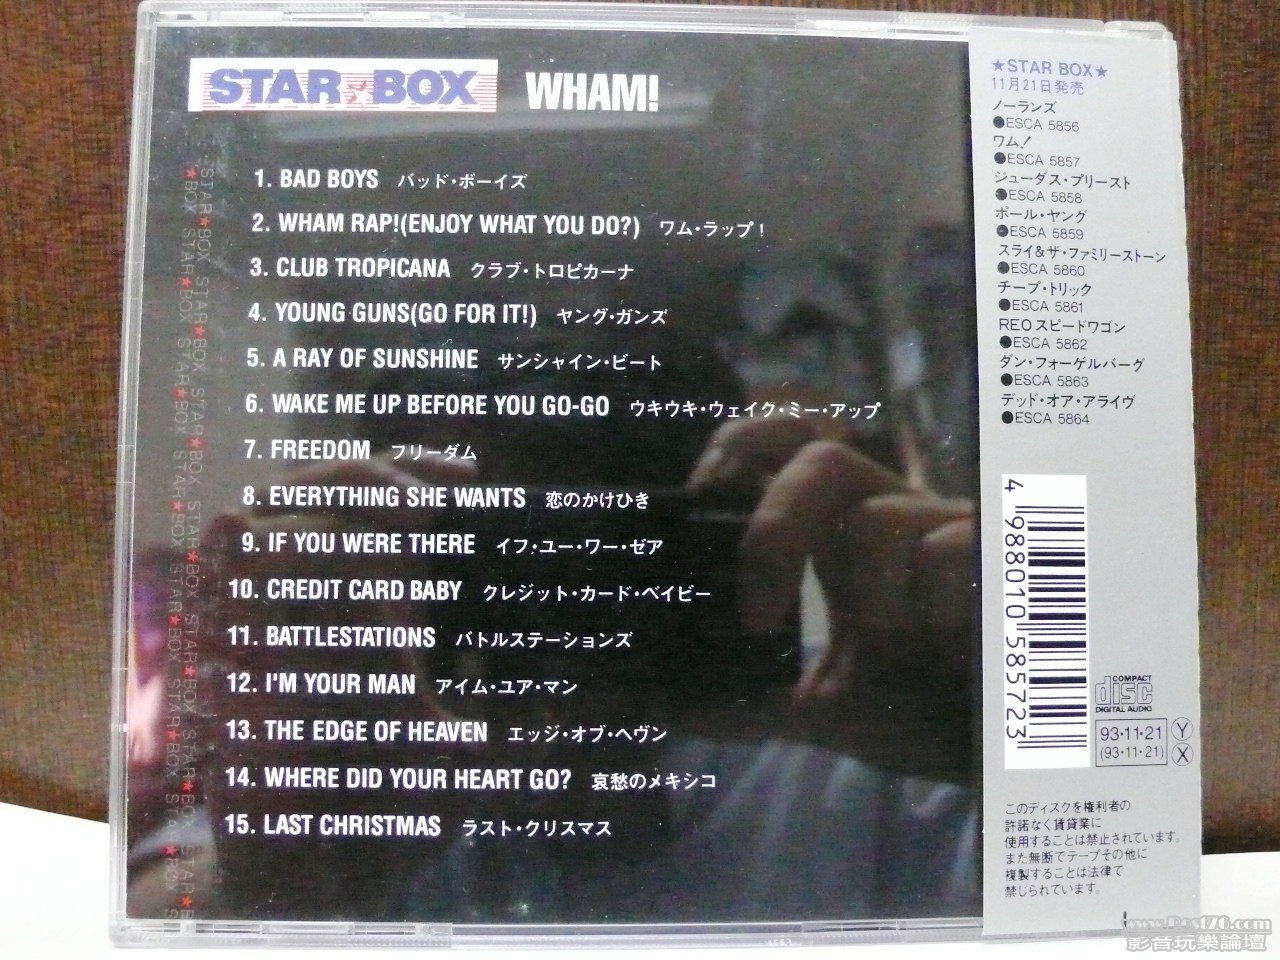 STAR★BOX WHAM!
1. BAD BOYS バッド・ボーイズ
2. WHAM RAP!(ENJOY WHAT YOU DO?) ワム・ラップ!
3. CLUB TROPICANA クラブ・トロピカーナ
4. YOUNG GUNS(GO FOR IT!) ヤング・ガンズ
5. A RAY OF SUNSHINE サンシャイン・ビート
6. WAKE ME UP BEFORE YOU GO-GO ウキウキ・ウェイク・ミー・アップ
7. FREEDOM フリーダム
8. EVERYTHING SHE WANTS 恋のかけひき
9. IF YOU WERE THERE イフ・ユー・ワー・ゼア
10. CREDIT CARD BABY クレジット・カード・ベイビー
11. BATTLESTATIONS バトルステーションズ
12. I'M YOUR MAN アイム・ユア・マン
13. THE EDGE OF HEAVEN エッジ・オブ・ヘヴン
14. WHERE DID YOUR HEART GO? 哀愁のメキシコ
15. LAST CHRISTMAS ラスト・クリスマス
★STAR BOX★
11月21日発売
ノーランズ
●ESCA 5856
ワム!
●ESCA 5857
ジューダス・プリースト
●ESCA 5858
ポール・ヤング
●ESCA 5859
スライ&ザ・ファミリーストーン
●ESCA 5860
チープ・トリック
●ESCA 5861
REOスピードワゴン
●ESCA 5862
ダン・フォーゲルバーグ
●ESCA 5863
デッド・オア・アライヴ
●ESCA 5864
4 988010 585723
COMPACT
disc
DIGITAL AUDIO
93・11・21 Ⓨ
(93・11・21) Ⓧ
このディスクを権利者の
許諾なく賃貸業に
使用することは禁止されています。
また無断でテープその他に
複製することは法律で
禁じられています。
影音玩樂論壇